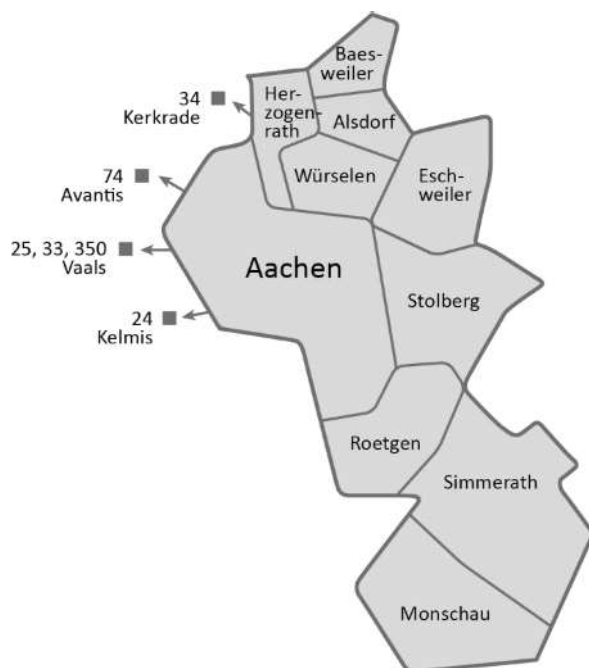 Baes-
weiler
Her-
zogen-
rath
34
Kerkrade
Alsdorf
74
Avantis
Würselen
Esch-
weiler
25, 33, 350
Vaals
Aachen
Stolberg
24
Kelmis
Roetgen
Simmerath
Monschau